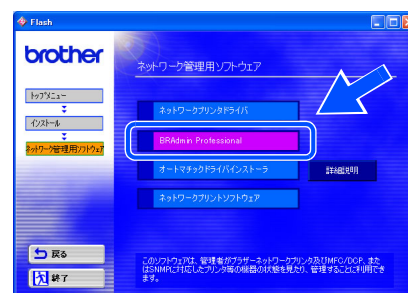 Flash
brother
ネットワーク管理用ソフトウェア
トップメニュー
インストール
ネットワーク管理用ソフトウェア
ネットワークプリンタドライバ
BRAdmin Professional
オートマチックドライバインストーラ
詳細説明
ネットワークプリントソフトウェア
戻る
終了
このソフトウェアは、管理者がブラザーネットワークプリンタ及びMFC/DCP、また
はSNMPに対応したプリンタ等の機器の状態を見たり、管理することに利用でき
ます。